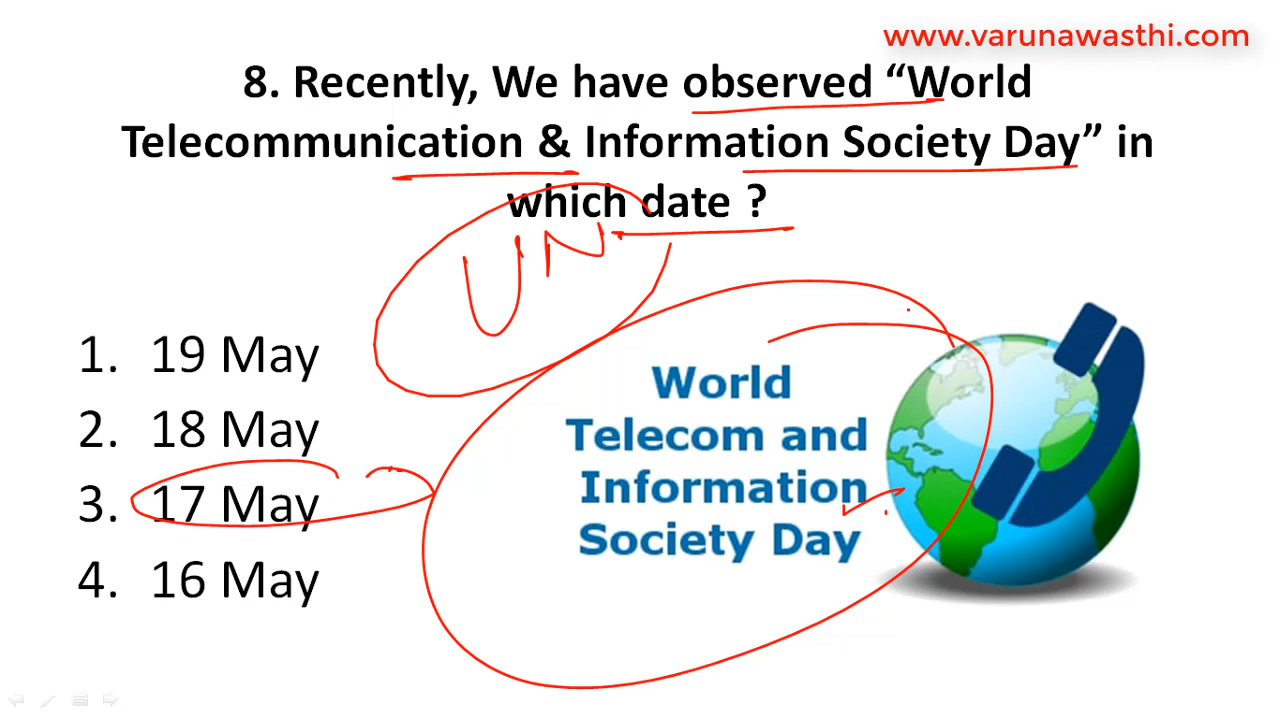 www.varunawasthi.com
8. Recently, We have observed “World
Telecommunication & Information Society Day” in
which date ?
UN
1. 19 May
2. 18 May
3. 17 May
4. 16 May
World
Telecom and
Information
Society Day